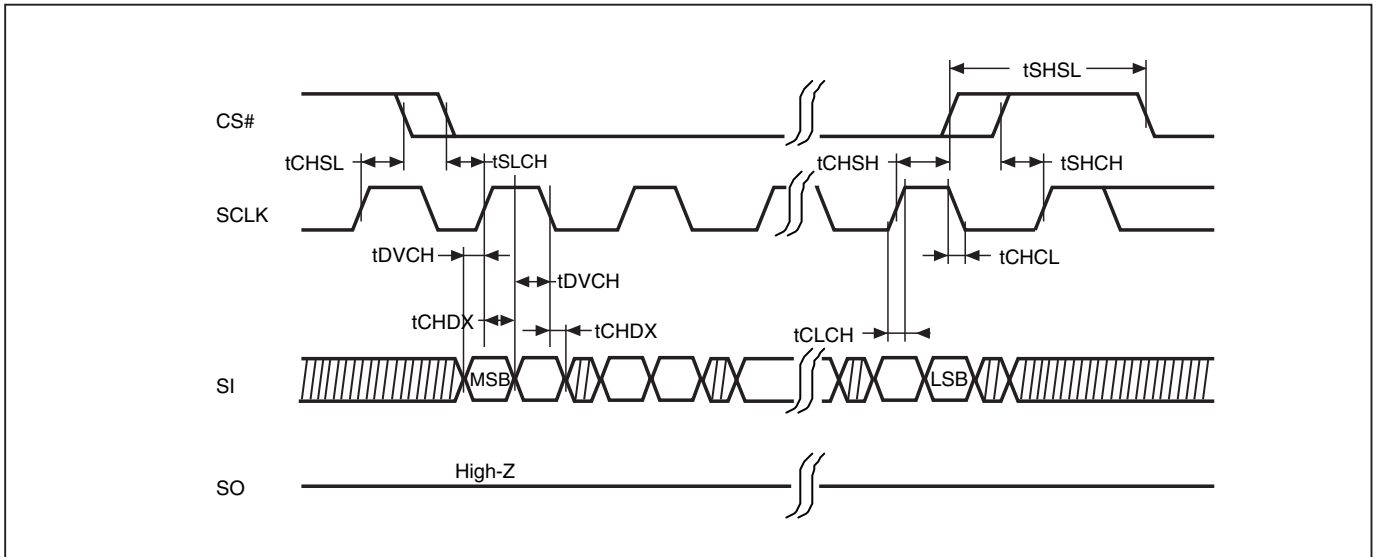 tSHSL
CS#
tCHSL
tSLCH
tCHSH
tSHCH
SCLK
tDVCH
tCHCL
tDVCH
tCHDX
tCHDX
tCLCH
SI
MSB
LSB
High-Z
SO